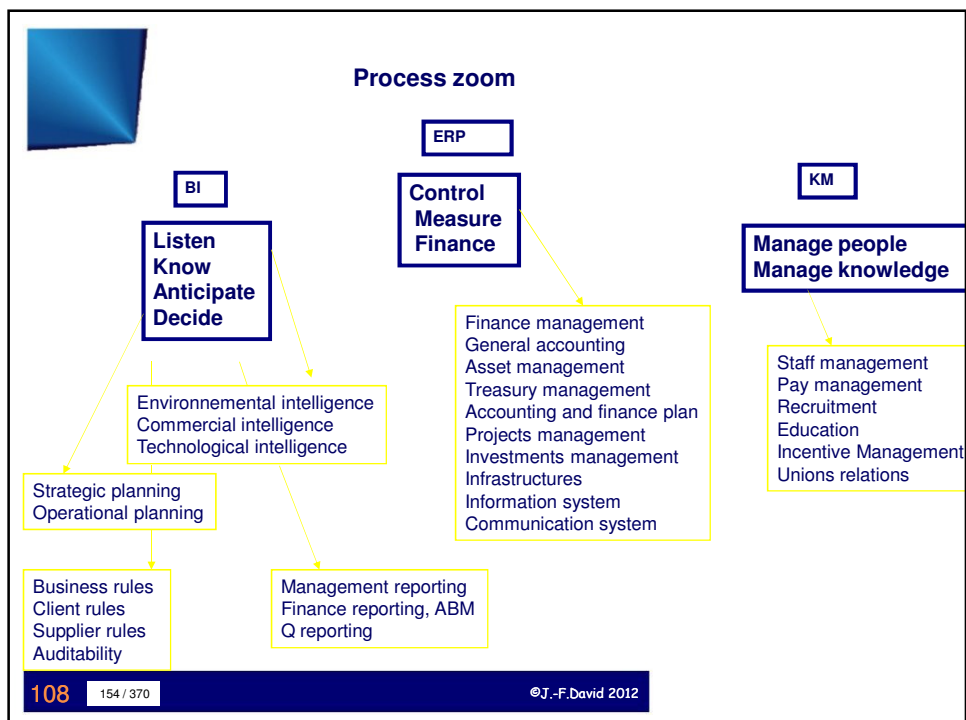 Process zoom
ERP
BI
KM
Control
Measure
Finance
Listen
Know
Anticipate
Decide
Manage people
Manage knowledge
Finance management
General accounting
Asset management
Treasury management
Accounting and finance plan
Projects management
Investments management
Infrastructures
Information system
Communication system
Staff management
Pay management
Recruitment
Education
Incentive Management
Unions relations
Environnemental intelligence
Commercial intelligence
Technological intelligence
Strategic planning
Operational planning
Business rules
Client rules
Supplier rules
Auditability
Management reporting
Finance reporting, ABM
Q reporting
108
154 / 370
©J.-F.David 2012